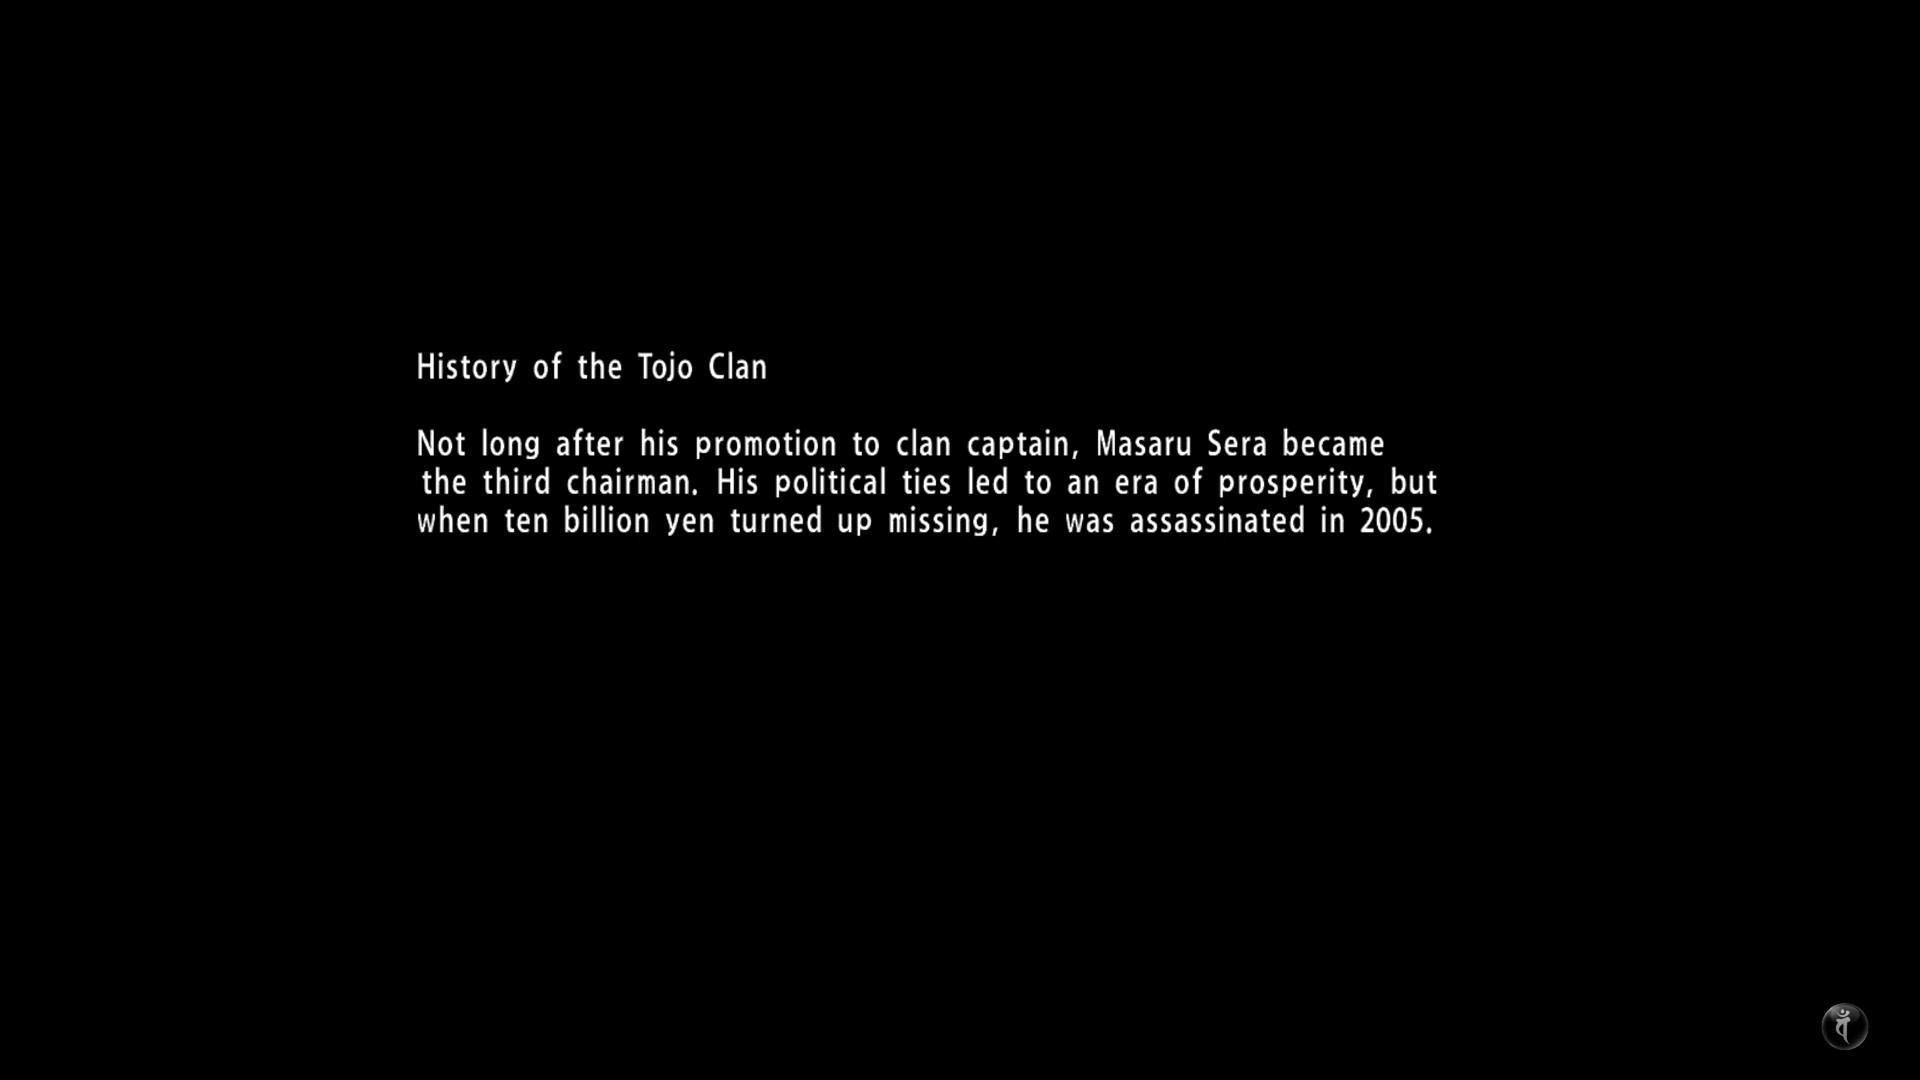 History of the Tojo Clan
Not long after his promotion to clan captain, Masaru Sera became
the third chairman. His political ties led to an era of prosperity, but
when ten billion yen turned up missing, he was assassinated in 2005.